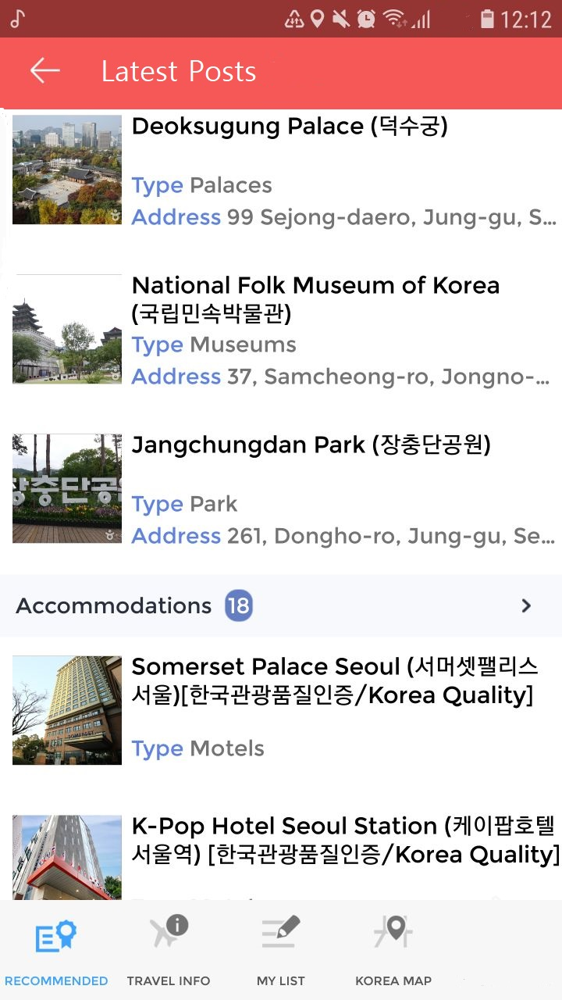 12:12
Latest Posts
Deoksugung Palace (덕수궁)
Type Palaces
Address 99 Sejong-daero, Jung-gu, S...
National Folk Museum of Korea
(국립민속박물관)
Type Museums
Address 37, Samcheong-ro, Jongno-...
Jangchungdan Park (장충단공원)
장충단공원
Type Park
Address 261, Dongho-ro, Jung-gu, Se...
Accommodations 18
Somerset Palace Seoul (서머셋팰리스
서울)[한국관광품질인증/Korea Quality]
SOMERSET
Type Motels
K-Pop Hotel Seoul Station (케이팝호텔
서울역) [한국관광품질인증/Korea Quality]
RECOMMENDED
TRAVEL INFO
MY LIST
KOREA MAP